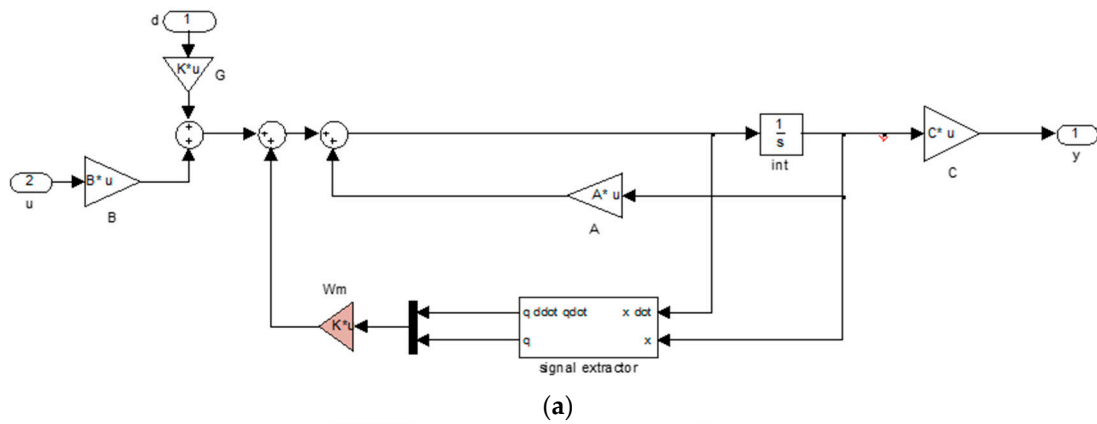 d
1
K*u
G
+
+
+
+
+
+
1
s
int
C* u
C
1
y
2
u
B* u
B
A* u
A
Wm
K*u
q ddot qdot
x dot
q
x
signal extractor
(a)